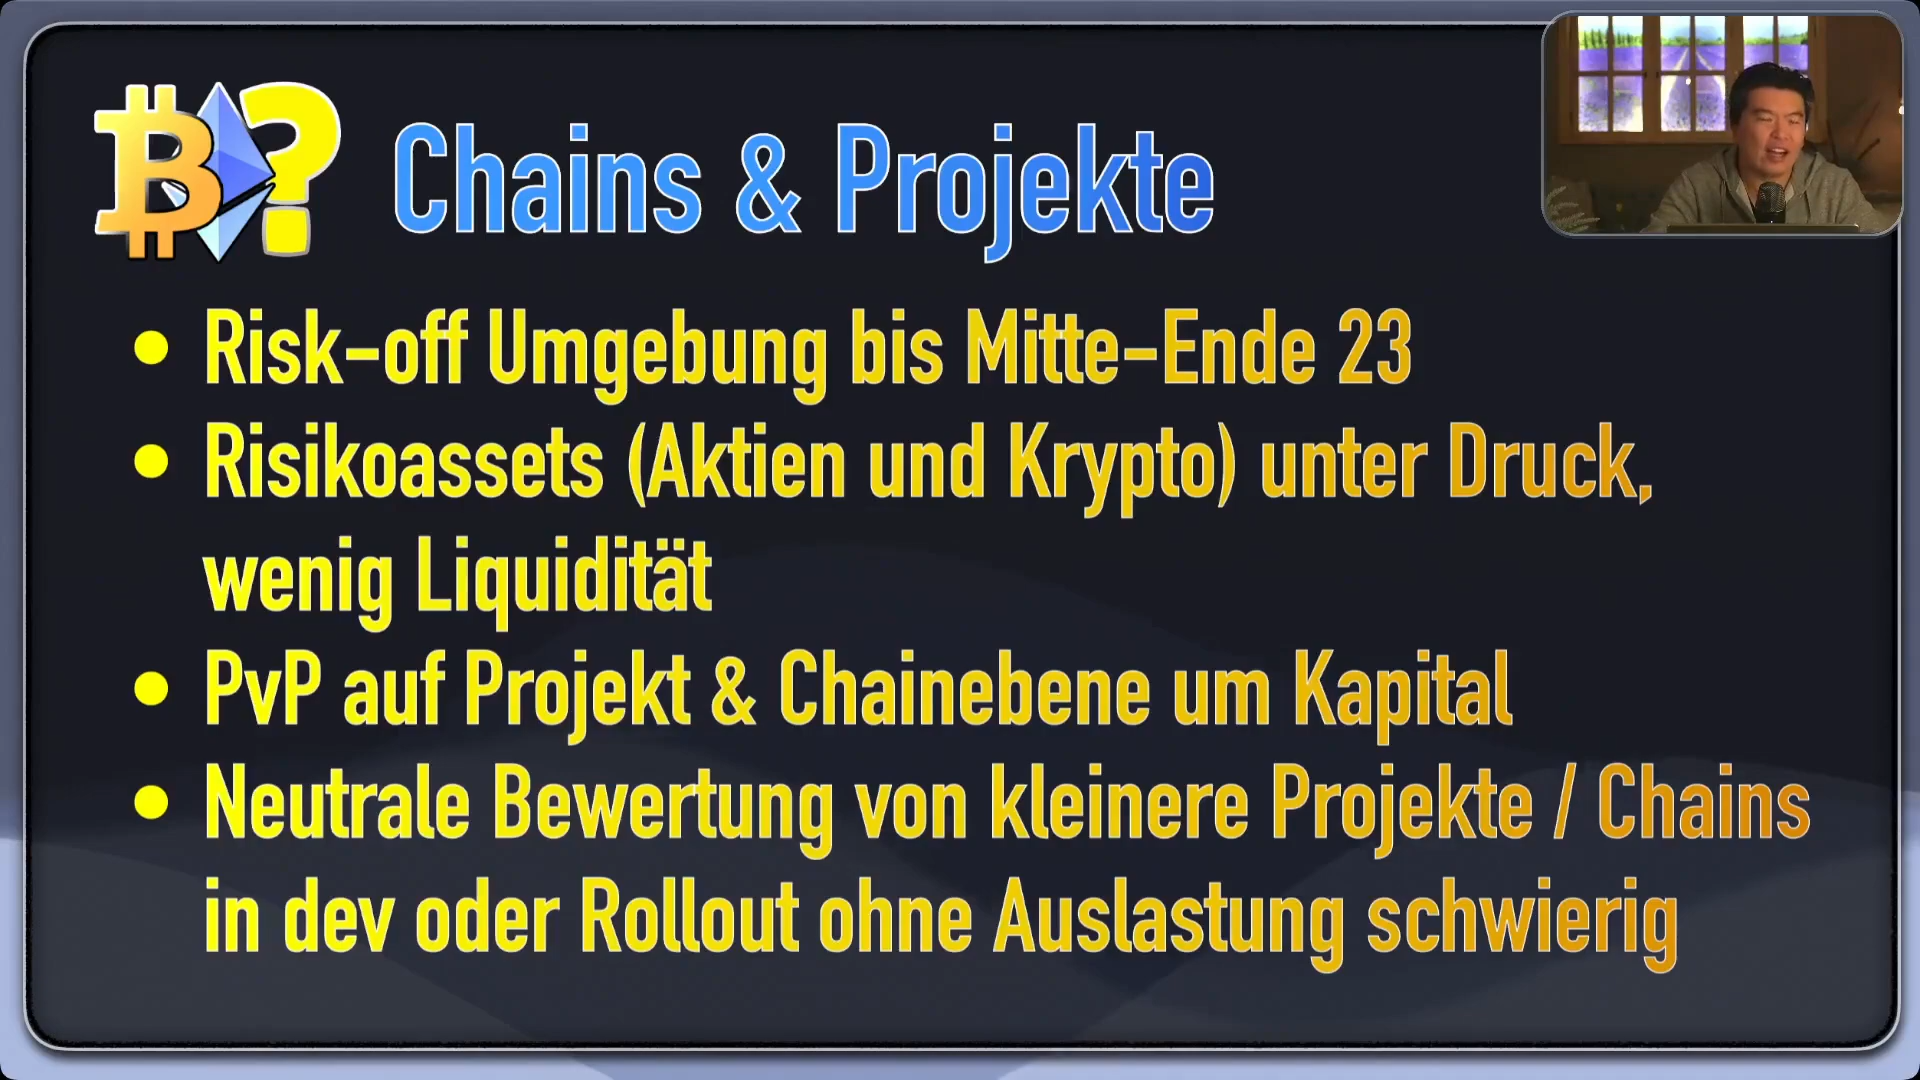 Chains & Projekte
Risk-off Umgebung bis Mitte-Ende 23
Risikoassets (Aktien und Krypto) unter Druck,
wenig Liquidität
PvP auf Projekt & Chainebene um Kapital
Neutrale Bewertung von kleinere Projekte / Chains
in dev oder Rollout ohne Auslastung schwierig